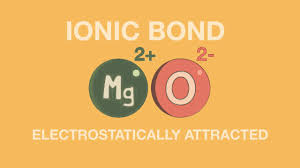 IONIC BOND
2+ 2-
Mg O
ELECTROSTATICALLY ATTRACTED